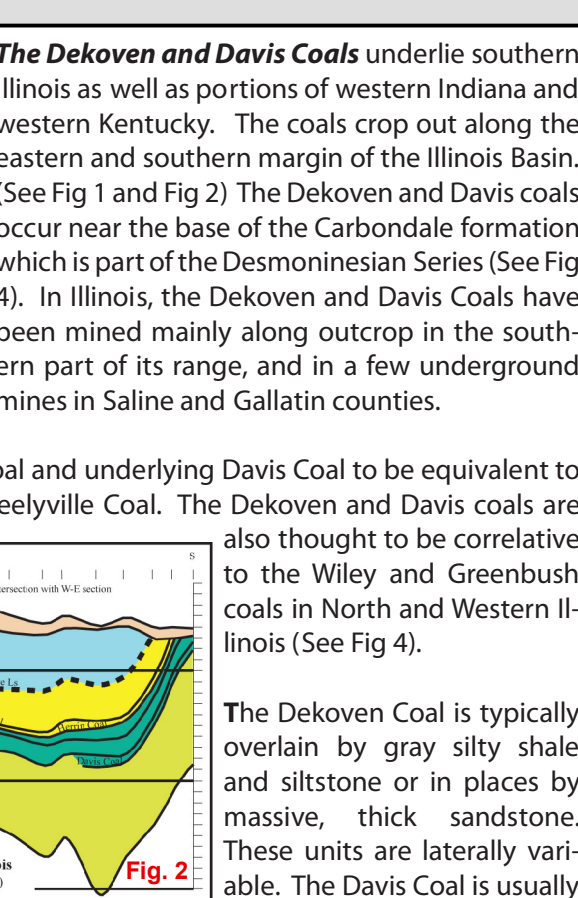 The Dekoven and Davis Coals underlie southern
Illinois as well as portions of western Indiana and
western Kentucky. The coals crop out along the
eastern and southern margin of the Illinois Basin.
(See Fig 1 and Fig 2) The Dekoven and Davis coals
occur near the base of the Carbondale formation
which is part of the Desmoninesian Series (See Fig
4). In Illinois, the Dekoven and Davis Coals have
been mined mainly along outcrop in the south-
ern part of its range, and in a few underground
mines in Saline and Gallatin counties.
oal and underlying Davis Coal to be equivalent to
eelyville Coal. The Dekoven and Davis coals are
also thought to be correlative
to the Wiley and Greenbush
coals in North and Western Il-
linois (See Fig 4).
The Dekoven Coal is typically
overlain by gray silty shale
and siltstone or in places by
massive, thick sandstone.
These units are laterally vari-
able. The Davis Coal is usually
S
tersection with W-E section
e Ls
Herrin Coal
Davis Coal
ois
)
Fig. 2